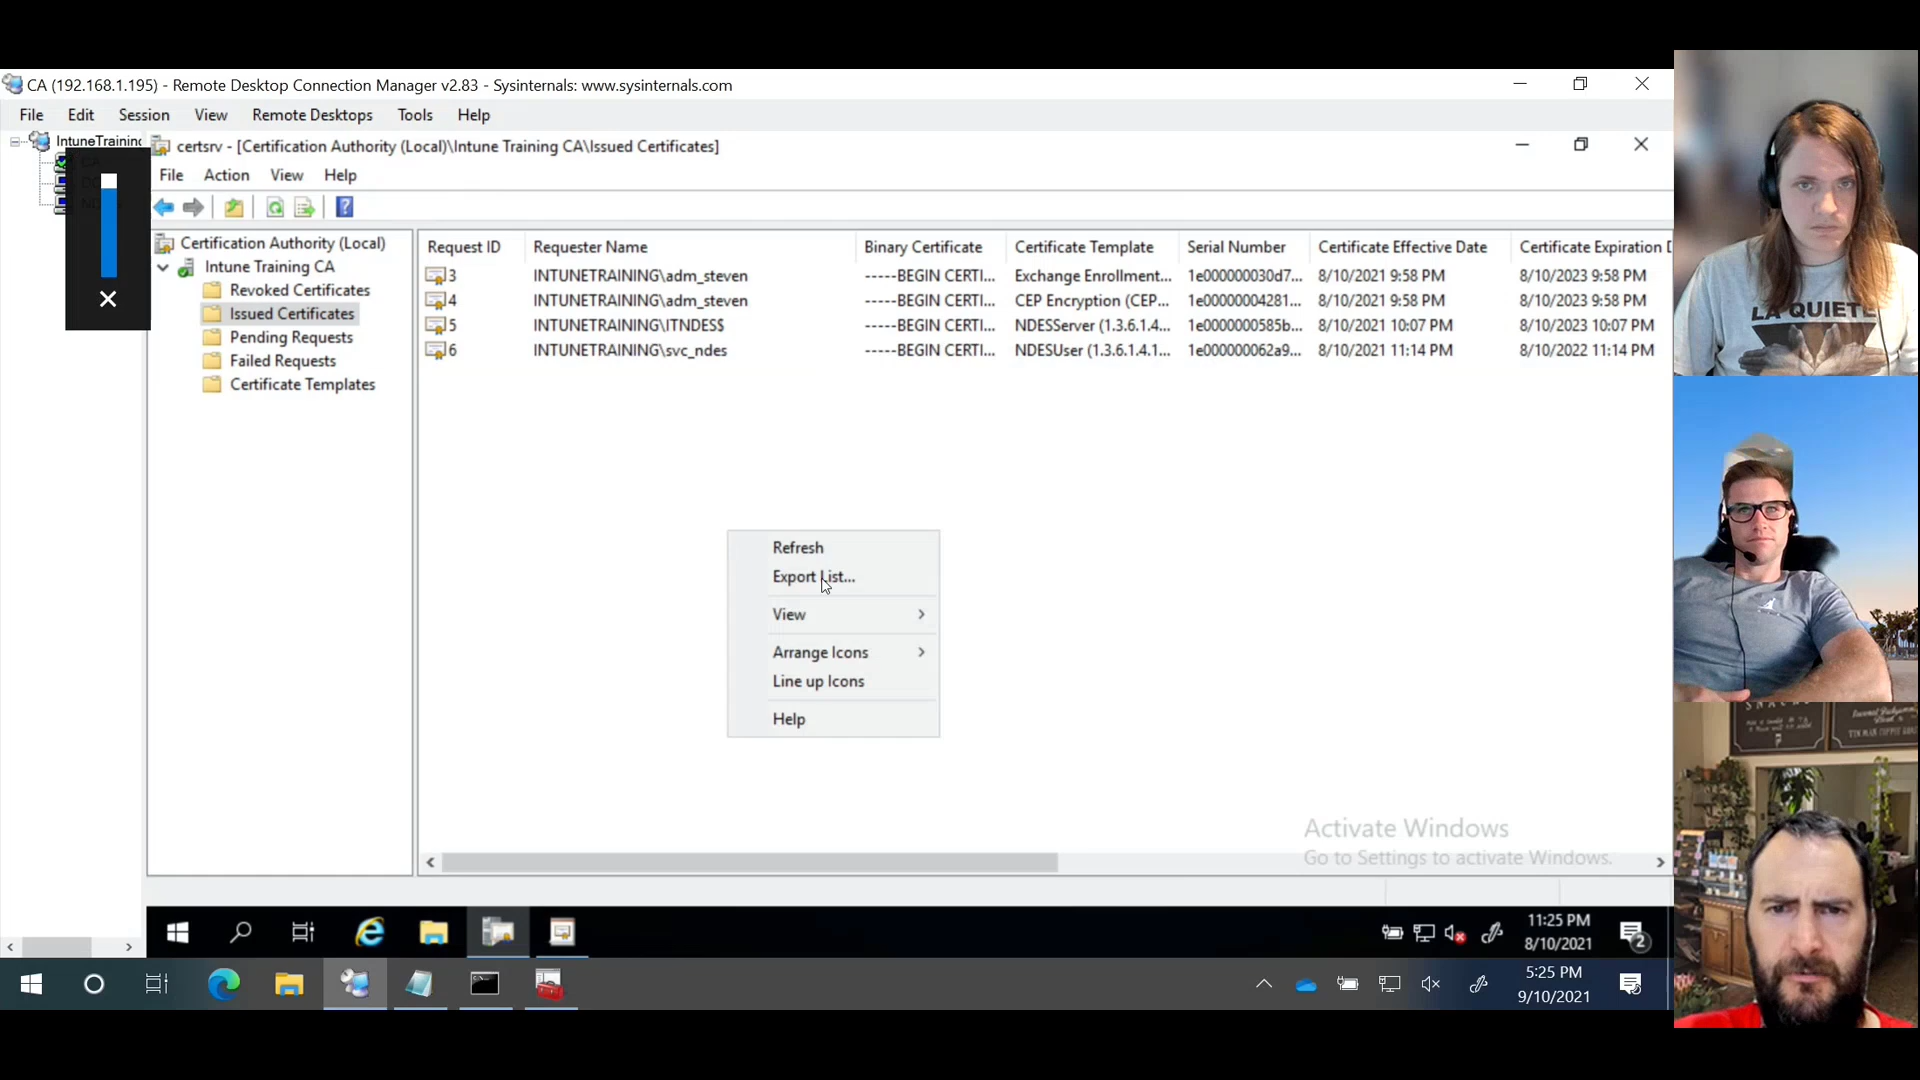 CA (192.168.1.195) - Remote Desktop Connection Manager v2.83 - Sysinternals: www.sysinternals.com
File Edit Session View Remote Desktops Tools Help
IntuneTraining
certsrv - [Certification Authority (Local)\Intune Training CA\Issued Certificates]
File Action View Help
Certification Authority (Local)
Intune Training CA
Revoked Certificates
Issued Certificates
Pending Requests
Failed Requests
Certificate Templates
Request ID Requester Name Binary Certificate Certificate Template Serial Number Certificate Effective Date Certificate Expiration D
3 INTUNETRAINING\adm_steven -----BEGIN CERTI... Exchange Enrollment... 1e000000030d7... 8/10/2021 9:58 PM 8/10/2023 9:58 PM
4 INTUNETRAINING\adm_steven -----BEGIN CERTI... CEP Encryption (CEP... 1e00000004281... 8/10/2021 9:58 PM 8/10/2023 9:58 PM
5 INTUNETRAINING\ITNDES$ -----BEGIN CERTI... NDESServer (1.3.6.1.4... 1e0000000585b... 8/10/2021 10:07 PM 8/10/2023 10:07 PM
6 INTUNETRAINING\svc_ndes -----BEGIN CERTI... NDESUser (1.3.6.1.4.1... 1e000000062a9... 8/10/2021 11:14 PM 8/10/2022 11:14 PM
Refresh
Export List...
View
Arrange Icons
Line up Icons
Help
Activate Windows
Go to Settings to activate Windows.
11:25 PM
8/10/2021
2
5:25 PM
9/10/2021
LA QUIETE
TIN MAN COFFEE